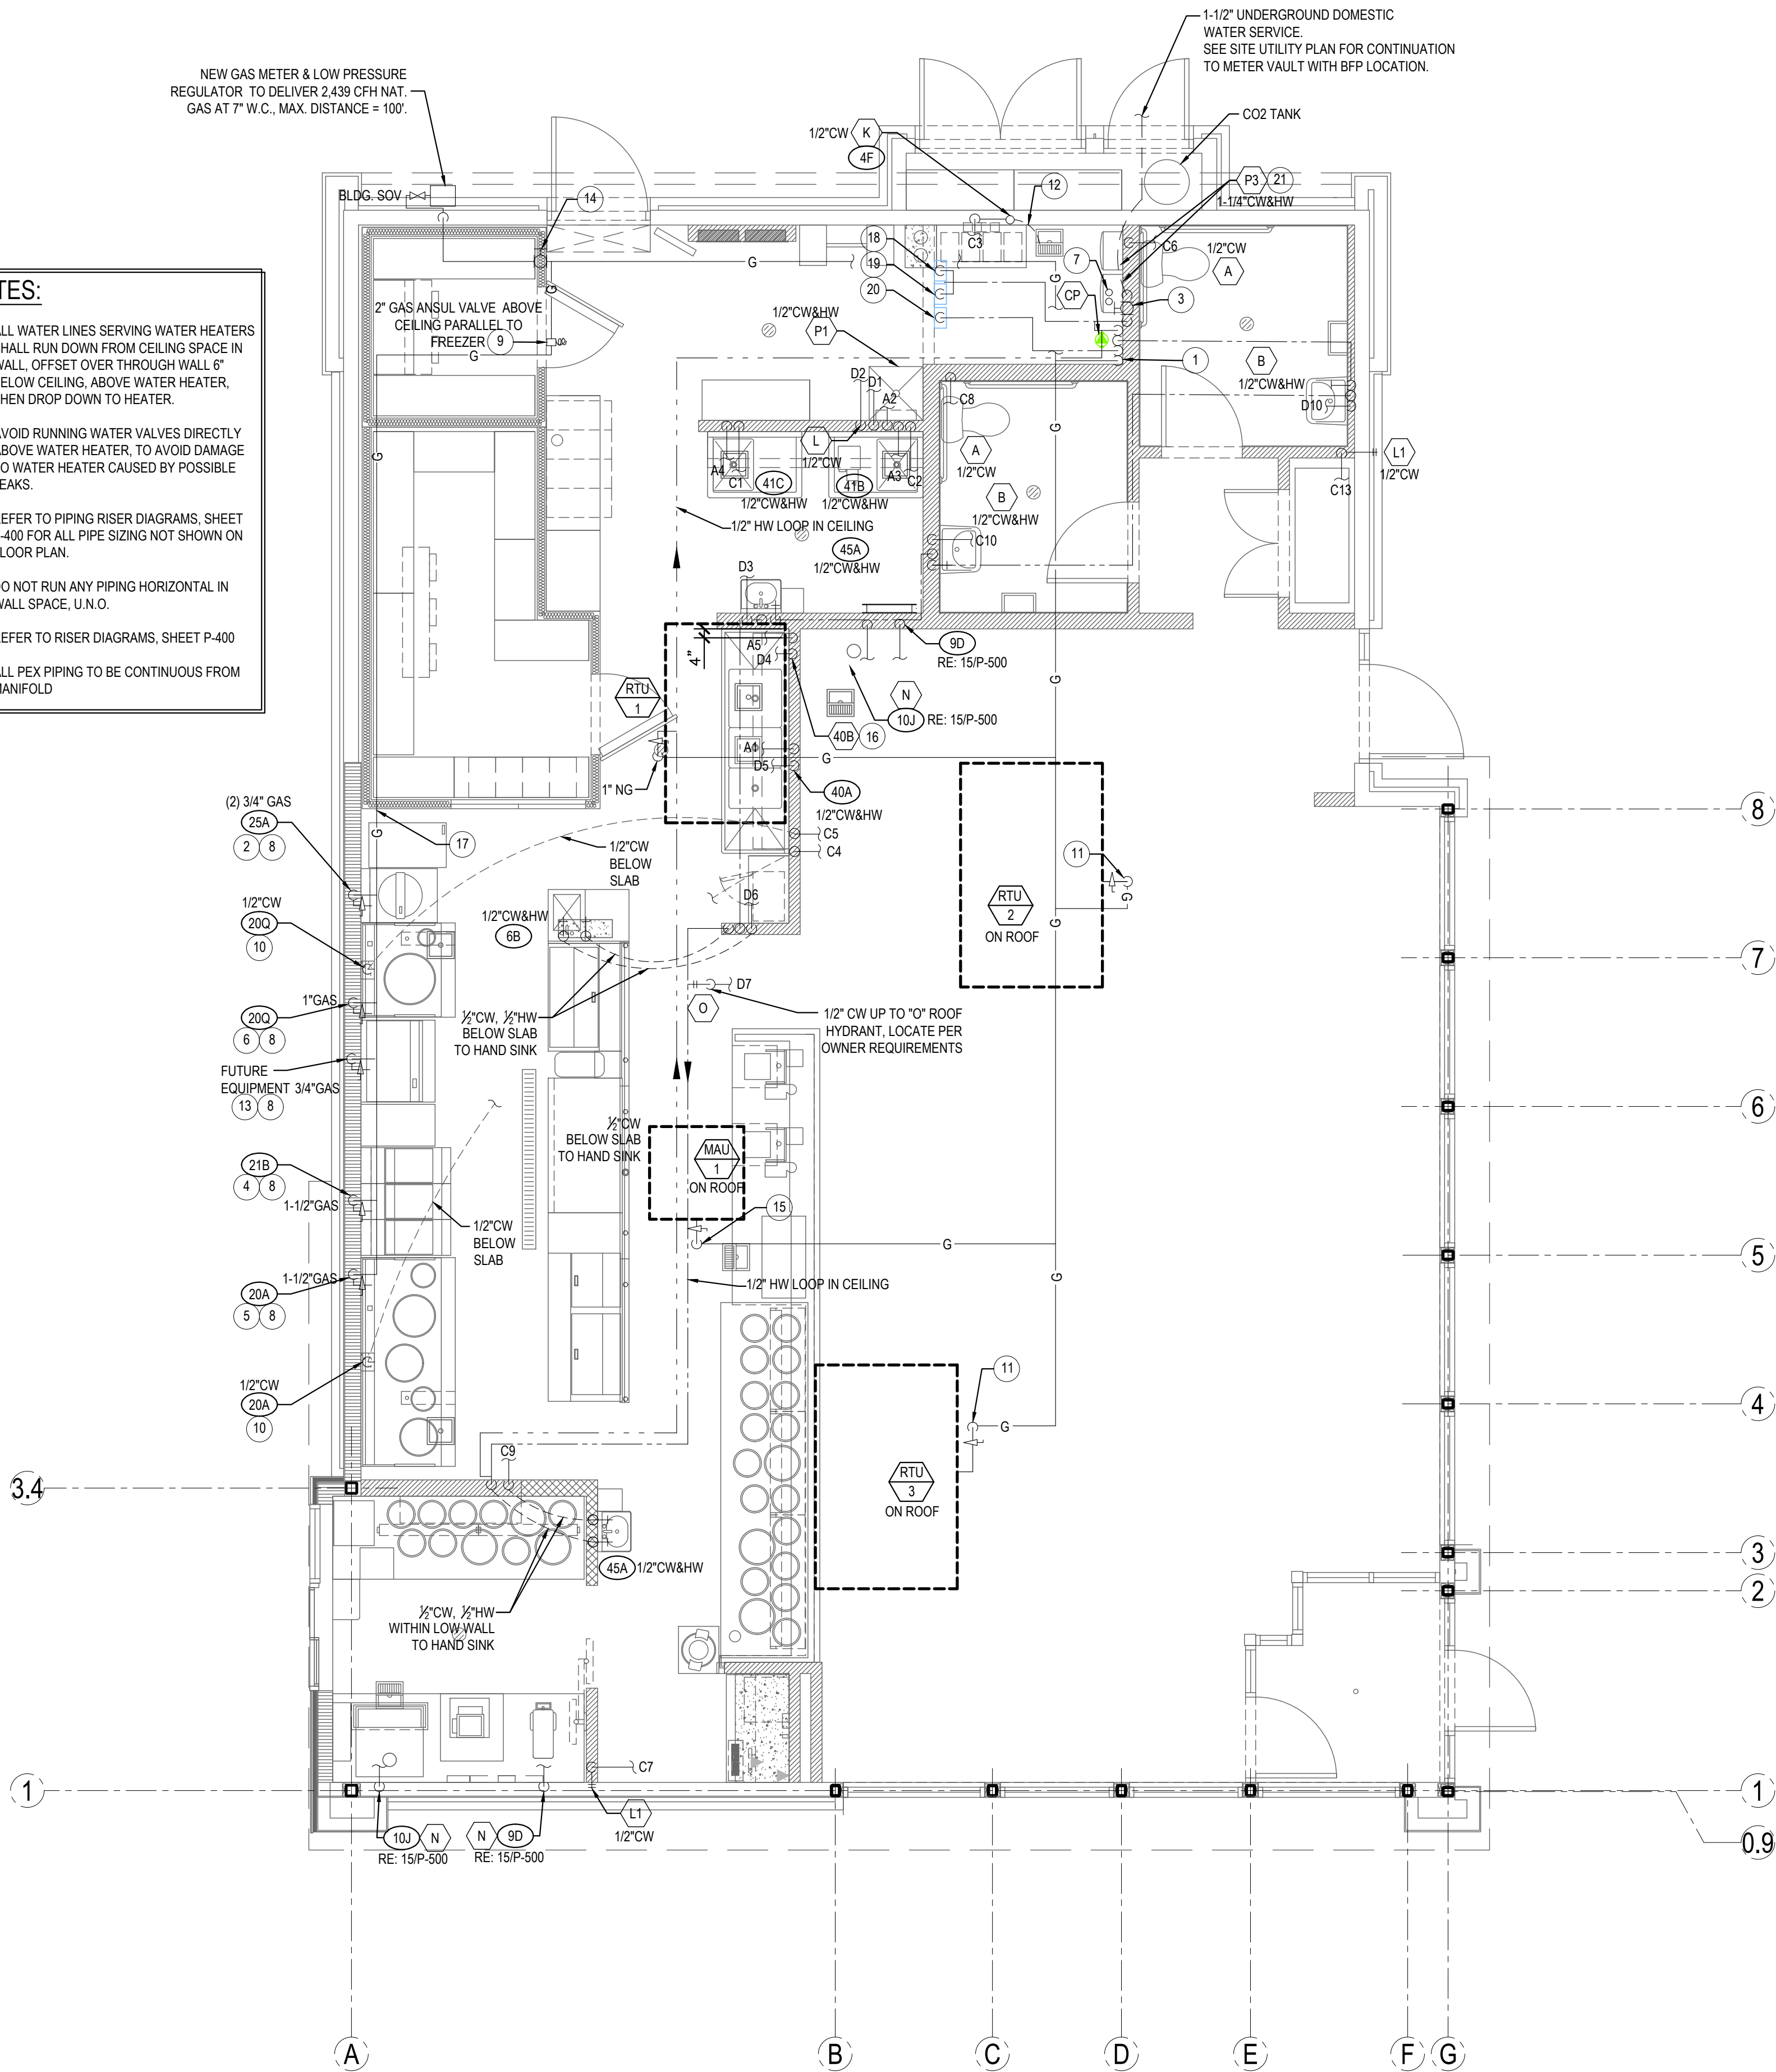 1-1/2" UNDERGROUND DOMESTIC
WATER SERVICE.
SEE SITE UTILITY PLAN FOR CONTINUATION
TO METER VAULT WITH BFP LOCATION.
NEW GAS METER & LOW PRESSURE
REGULATOR TO DELIVER 2,439 CFH NAT.
GAS AT 7" W.C., MAX. DISTANCE = 100'.
CO2 TANK
1/2"CW K
4F
12
P3 21
1-1/4"CW&HW
BLDG. SOV
14
18
19
20
C3
7
CP
3
1
C6
1/2"CW
A
G
G
G
2" GAS ANSUL VALVE ABOVE
CEILING PARALLEL TO
FREEZER 9
G
1/2"CW&HW
P1
B
1/2"CW&HW
D10
TES:
ALL WATER LINES SERVING WATER HEATERS
SHALL RUN DOWN FROM CEILING SPACE IN
WALL, OFFSET OVER THROUGH WALL 6"
BELOW CEILING, ABOVE WATER HEATER,
THEN DROP DOWN TO HEATER.
AVOID RUNNING WATER VALVES DIRECTLY
ABOVE WATER HEATER, TO AVOID DAMAGE
TO WATER HEATER CAUSED BY POSSIBLE
LEAKS.
REFER TO PIPING RISER DIAGRAMS, SHEET
P-400 FOR ALL PIPE SIZING NOT SHOWN ON
FLOOR PLAN.
DO NOT RUN ANY PIPING HORIZONTAL IN
WALL SPACE, U.N.O.
REFER TO RISER DIAGRAMS, SHEET P-400
ALL PEX PIPING TO BE CONTINUOUS FROM
MANIFOLD
D2
D1
A2
C8
A
1/2"CW
L
1/2"CW
A4
C1
41C
1/2"CW&HW
41B
1/2"CW&HW
A3
C2
L1
1/2"CW
C13
B
1/2"CW&HW
C10
G
1/2" HW LOOP IN CEILING
45A
1/2"CW&HW
D3
4"
A5
D4
9D
RE: 15/P-500
N
10J RE: 15/P-500
40B 16
RTU
1
G
A1
D5
G
1" NG
40A
1/2"CW&HW
C5
C4
(2) 3/4" GAS
25A
2 8
G
17
1/2"CW
BELOW
SLAB
11
G
RTU
2
ON ROOF
G
D6
1/2"CW
20Q
10
1/2"CW&HW
6B
D7
O
1"GAS
20Q
6 8
½"CW, ½"HW
BELOW SLAB
TO HAND SINK
1/2" CW UP TO "O" ROOF
HYDRANT, LOCATE PER
OWNER REQUIREMENTS
FUTURE
EQUIPMENT 3/4"GAS
13 8
½"CW
BELOW SLAB
TO HAND SINK
MAU
1
ON ROOF
21B
4 8
1-1/2"GAS
15
G
G
1/2"CW
BELOW
SLAB
1-1/2"GAS
20A
5 8
1/2" HW LOOP IN CEILING
1/2"CW
20A
10
11
G
C9
RTU
3
ON ROOF
45A 1/2"CW&HW
½"CW, ½"HW
WITHIN LOW WALL
TO HAND SINK
C7
L1
1/2"CW
10J N
RE: 15/P-500
N 9D
RE: 15/P-500
8
7
6
5
4
3.4
3
2
1
1
0.9
A
B
C
D
E
F
G